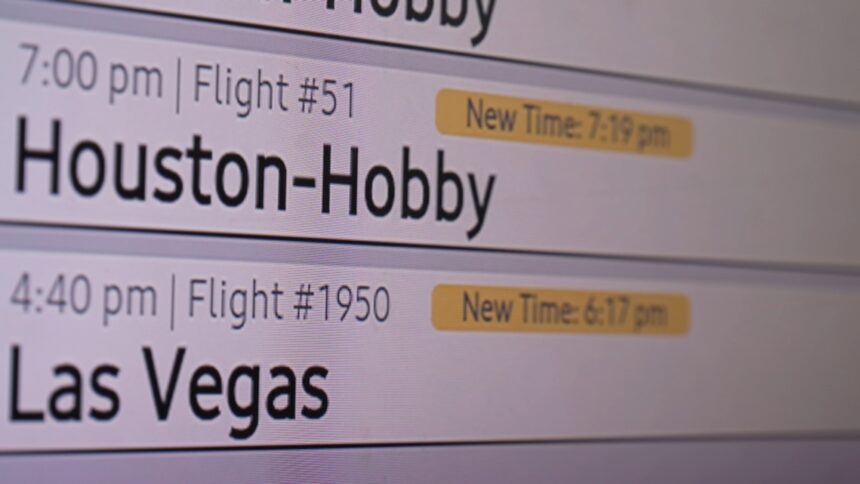 -Hobby
7:00 pm | Flight #51
New Time: 7:19 pm
Houston-Hobby
4:40 pm | Flight #1950
New Time: 6:17 pm
Las Vegas